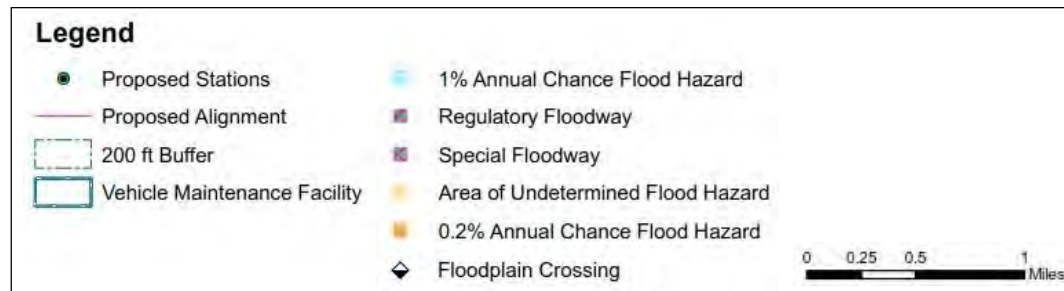 Legend
Proposed Stations
Proposed Alignment
200 ft Buffer
Vehicle Maintenance Facility
1% Annual Chance Flood Hazard
Regulatory Floodway
Special Floodway
Area of Undetermined Flood Hazard
0.2% Annual Chance Flood Hazard
Floodplain Crossing
0 0.25 0.5 1
Miles